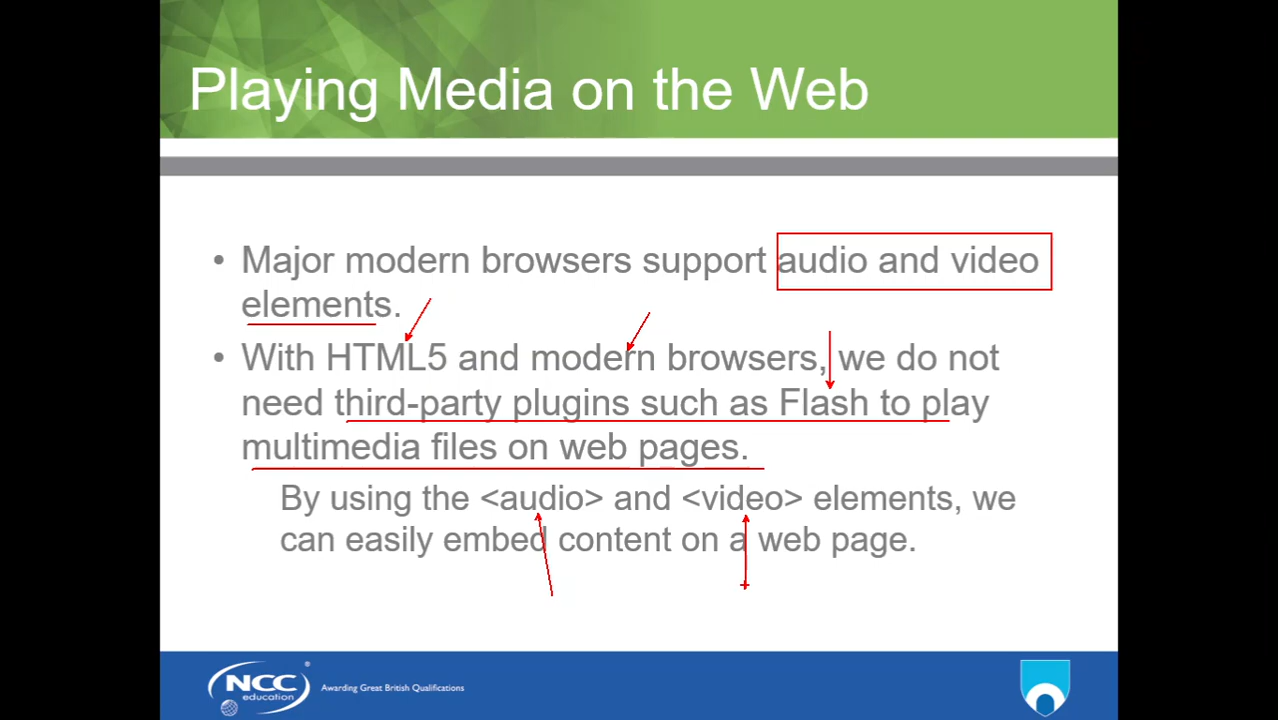 Playing Media on the Web
• Major modern browsers support audio and video
elements.
• With HTML5 and modern browsers, we do not
need third-party plugins such as Flash to play
multimedia files on web pages.
By using the <audio> and <video> elements, we
can easily embed content on a web page.
NCC
education
®
Awarding Great British Qualifications